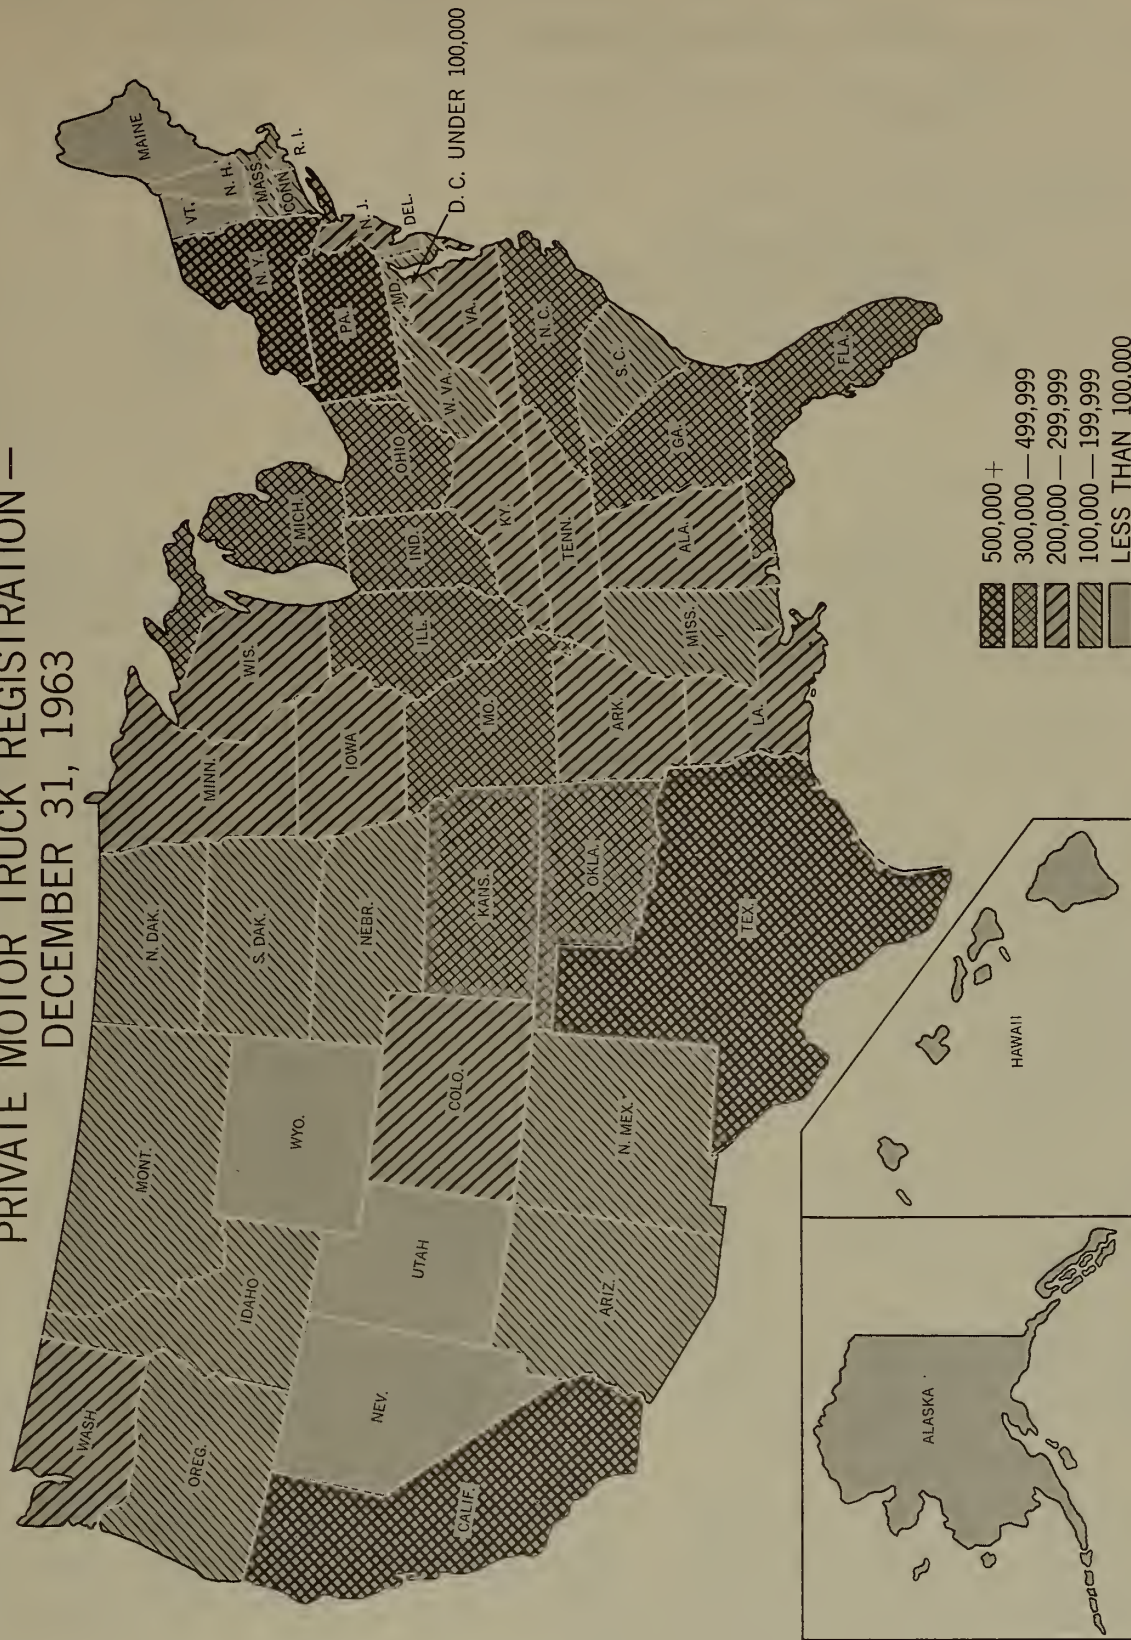 PRIVATE MOTOR TRUCK REGISTRATION—
DECEMBER 31, 1963
WASH.
OREG.
CALIF.
NEV.
IDAHO
MONT.
WYO.
UTAH
ARIZ.
COLO.
N. MEX.
N. DAK.
S. DAK.
NEBR.
KANS.
OKLA.
TEX.
MINN.
IOWA
MO.
ARK.
LA.
WIS.
ILL.
MICH.
IND.
OHIO
KY.
TENN.
MISS.
ALA.
GA.
FLA.
S. C.
N. C.
VA.
W. VA.
MD.
DEL.
D. C. UNDER 100,000
PA.
N. J.
N. Y.
CONN.
R. I.
MASS.
VT.
N. H.
MAINE
ALASKA
HAWAII
500,000 +
300,000 — 499,999
200,000 — 299,999
100,000 — 199,999
LESS THAN 100,000